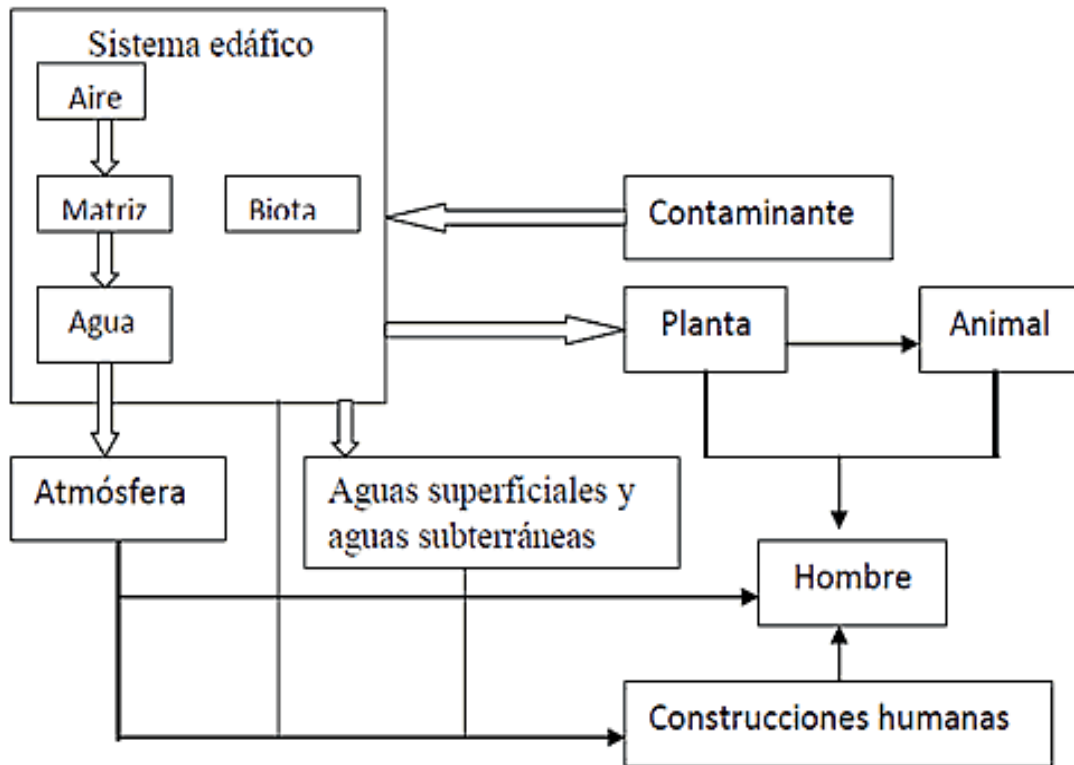 Sistema edáfico
Aire
Matriz
Biota
Contaminante
Agua
Planta
Animal
Atmósfera
Aguas superficiales y
aguas subterráneas
Hombre
Construcciones humanas